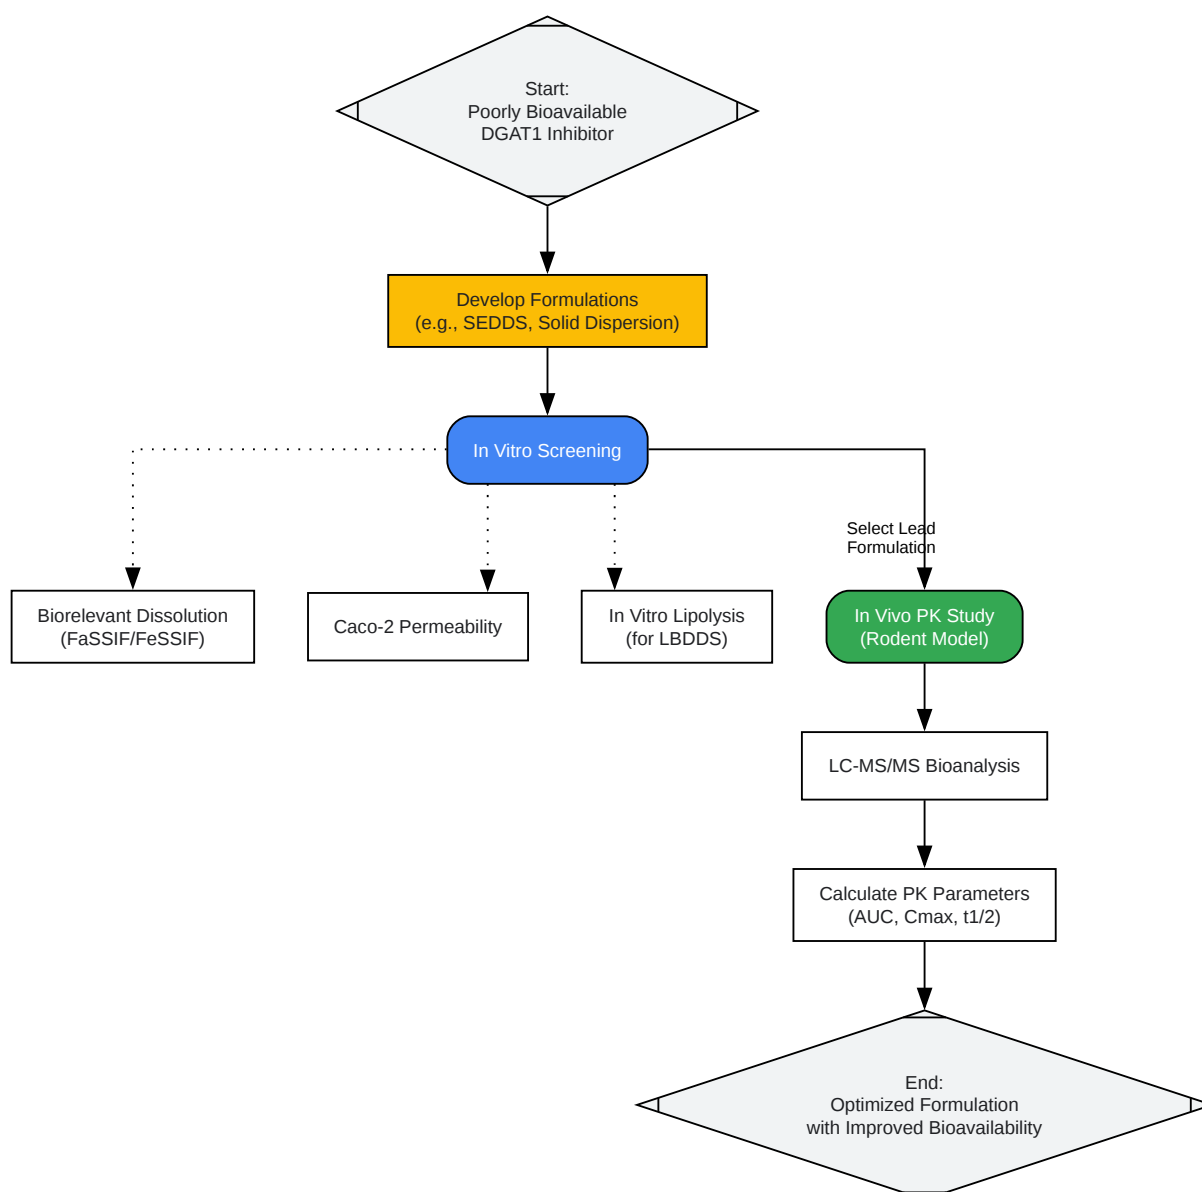 Start:
Poorly Bioavailable
DGAT1 Inhibitor
Develop Formulations
(e.g., SEDDS, Solid Dispersion)
In Vitro Screening
Select Lead
Formulation
Biorelevant Dissolution
(FaSSIF/FeSSIF)
Caco-2 Permeability
In Vitro Lipolysis
(for LBDDS)
In Vivo PK Study
(Rodent Model)
LC-MS/MS Bioanalysis
Calculate PK Parameters
(AUC, Cmax, t1/2)
End:
Optimized Formulation
with Improved Bioavailability